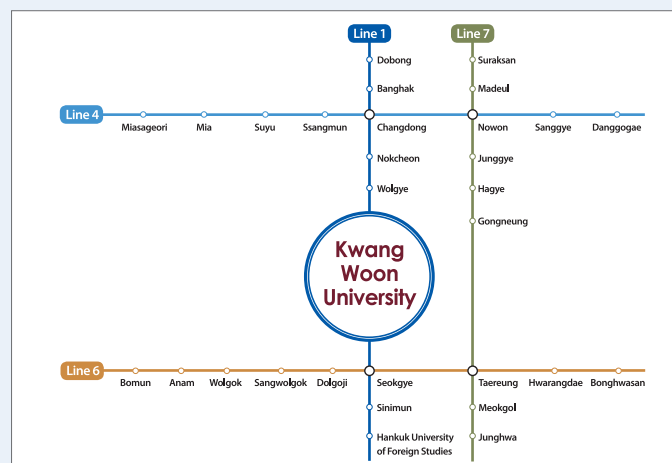 Line 1
Line 7
Dobong
Suraksan
Banghak
Madeul
Line 4
Miasageori
Mia
Suyu
Ssangmun
Changdong
Nowon
Sanggye
Danggogae
Nokcheon
Junggye
Wolgye
Hagye
Gongneung
Kwang
Woon
University
Line 6
Bomun
Anam
Wolgok
Sangwolgok
Dolgoji
Seokgye
Taereung
Hwarangdae
Bonghwasan
Sinimun
Meokgol
Hankuk University
of Foreign Studies
Junghwa